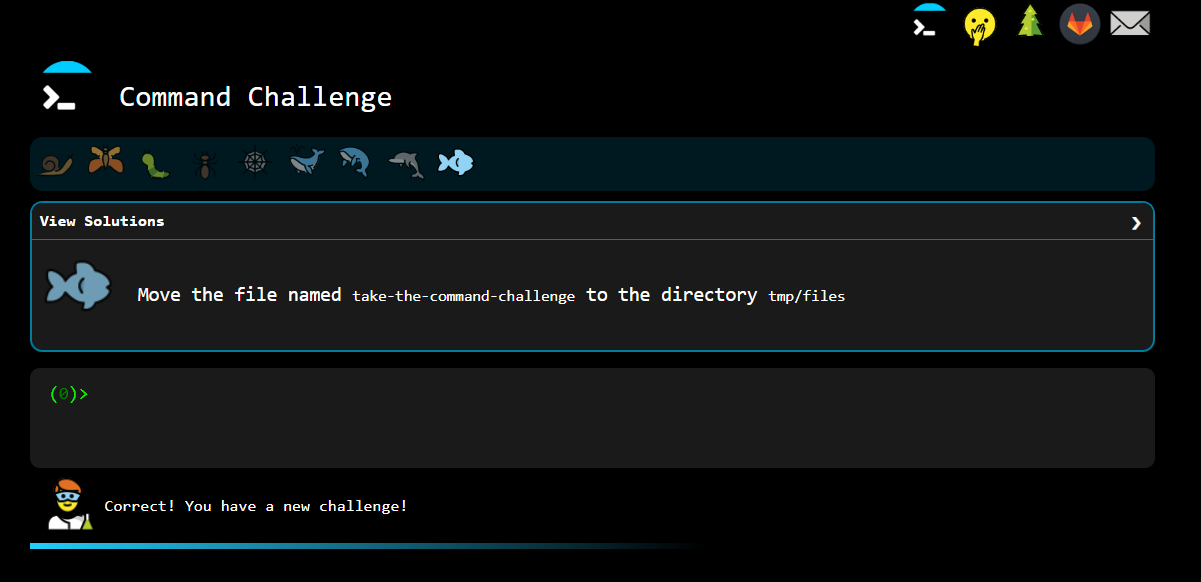 Command Challenge
View Solutions
Move the file named take-the-command-challenge to the directory tmp/files
(0)>
Correct! You have a new challenge!